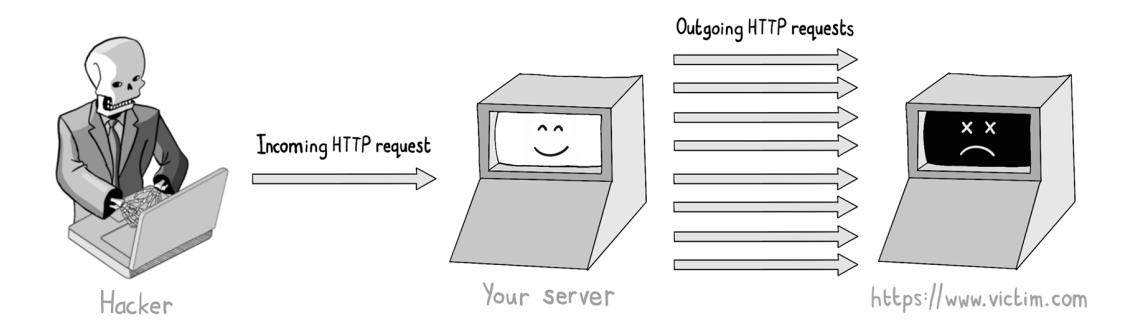 Outgoing HTTP requests
Incoming HTTP request
Hacker
Your server
https://www.victim.com